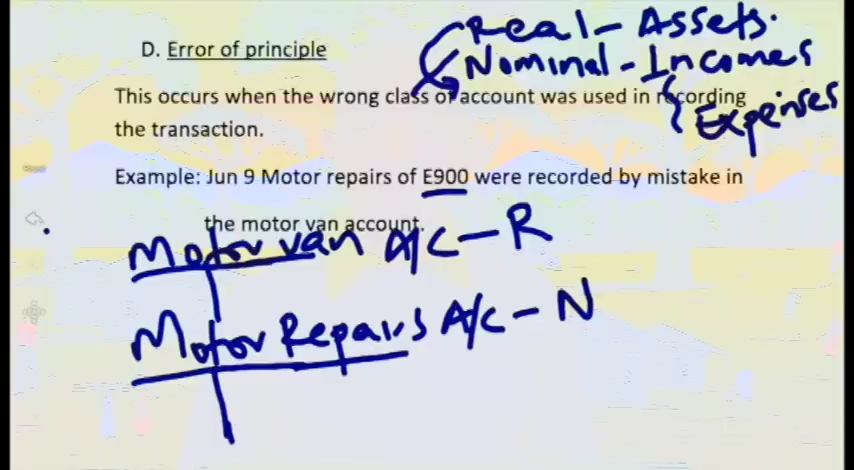 Real - Assets.
D. Error of principle
Nominal - Incomes
This occurs when the wrong class of account was used in recording
Expenses
the transaction.
Example: Jun 9 Motor repairs of E900 were recorded by mistake in
the motor van account.
Motor van A/C - R
Motor Repairs A/C - N